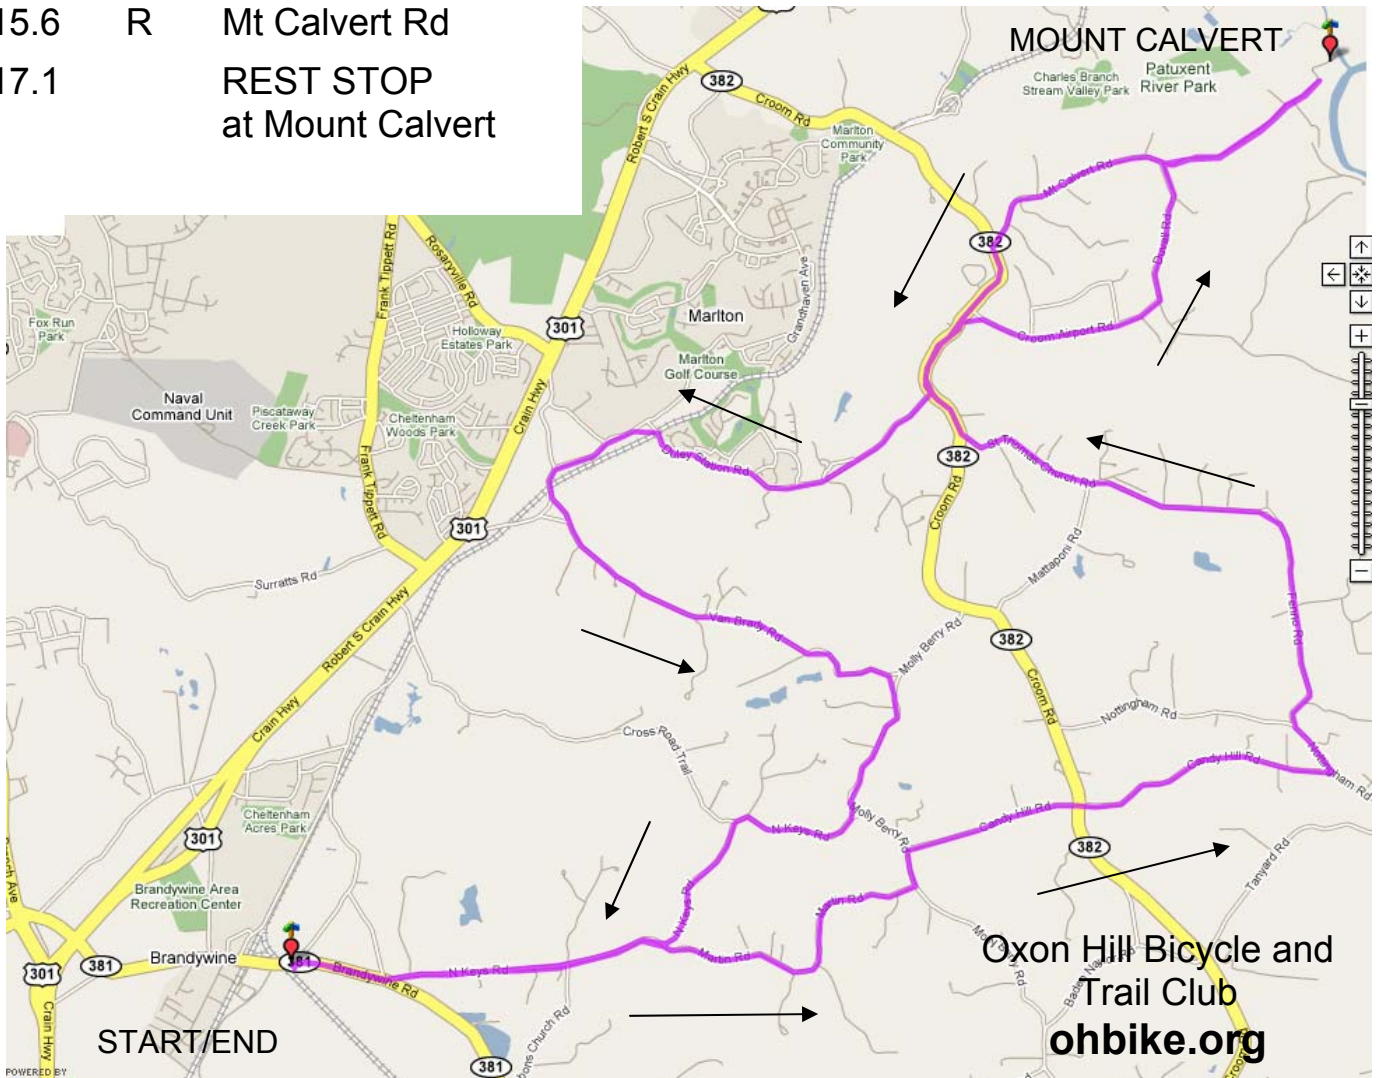 15.6 R Mt Calvert Rd
17.1 REST STOP
at Mount Calvert
MOUNT CALVERT
382
Croom Rd
Robert S Crain Hwy
Charles Branch
Stream Valley Park
Patuxent
River Park
Marlton
Community
Park
Mt Calvert Rd
382
Duvall Rd
Frank Tippett Rd
Rosaryville Rd
Grandhaven Ave
Fox Run
Park
Holloway
Estates Park
301
Marlton
Croom Airport Rd
Marlton
Golf Course
Naval
Command Unit
Piscataway
Creek Park
Cheltenham
Woods Park
Crain Hwy
Duley Station Rd
382
St Thomas Church Rd
Frank Tippett Rd
301
Croom Rd
Surratts Rd
Mattaponi Rd
Fenno Rd
Robert S Crain Hwy
Van Brady Rd
Molly Berry Rd
382
Croom Rd
Crain Hwy
Cross Road Trail
Nottingham Rd
Candy Hill Rd
Nottingham Rd
Cheltenham
Acres Park
301
N Keys Rd
Molly Berry Rd
Candy Hill Rd
382
Tanyard Rd
Brandywine Area
Recreation Center
N Keys Rd
Martin Rd
Brandywine
381
301
381
Brandywine Rd
N Keys Rd
Martin Rd
Molly Berry Rd
Oxon Hill Bicycle and
Trail Club
ohbike.org
Crain Hwy
START/END
381
POWERED BY